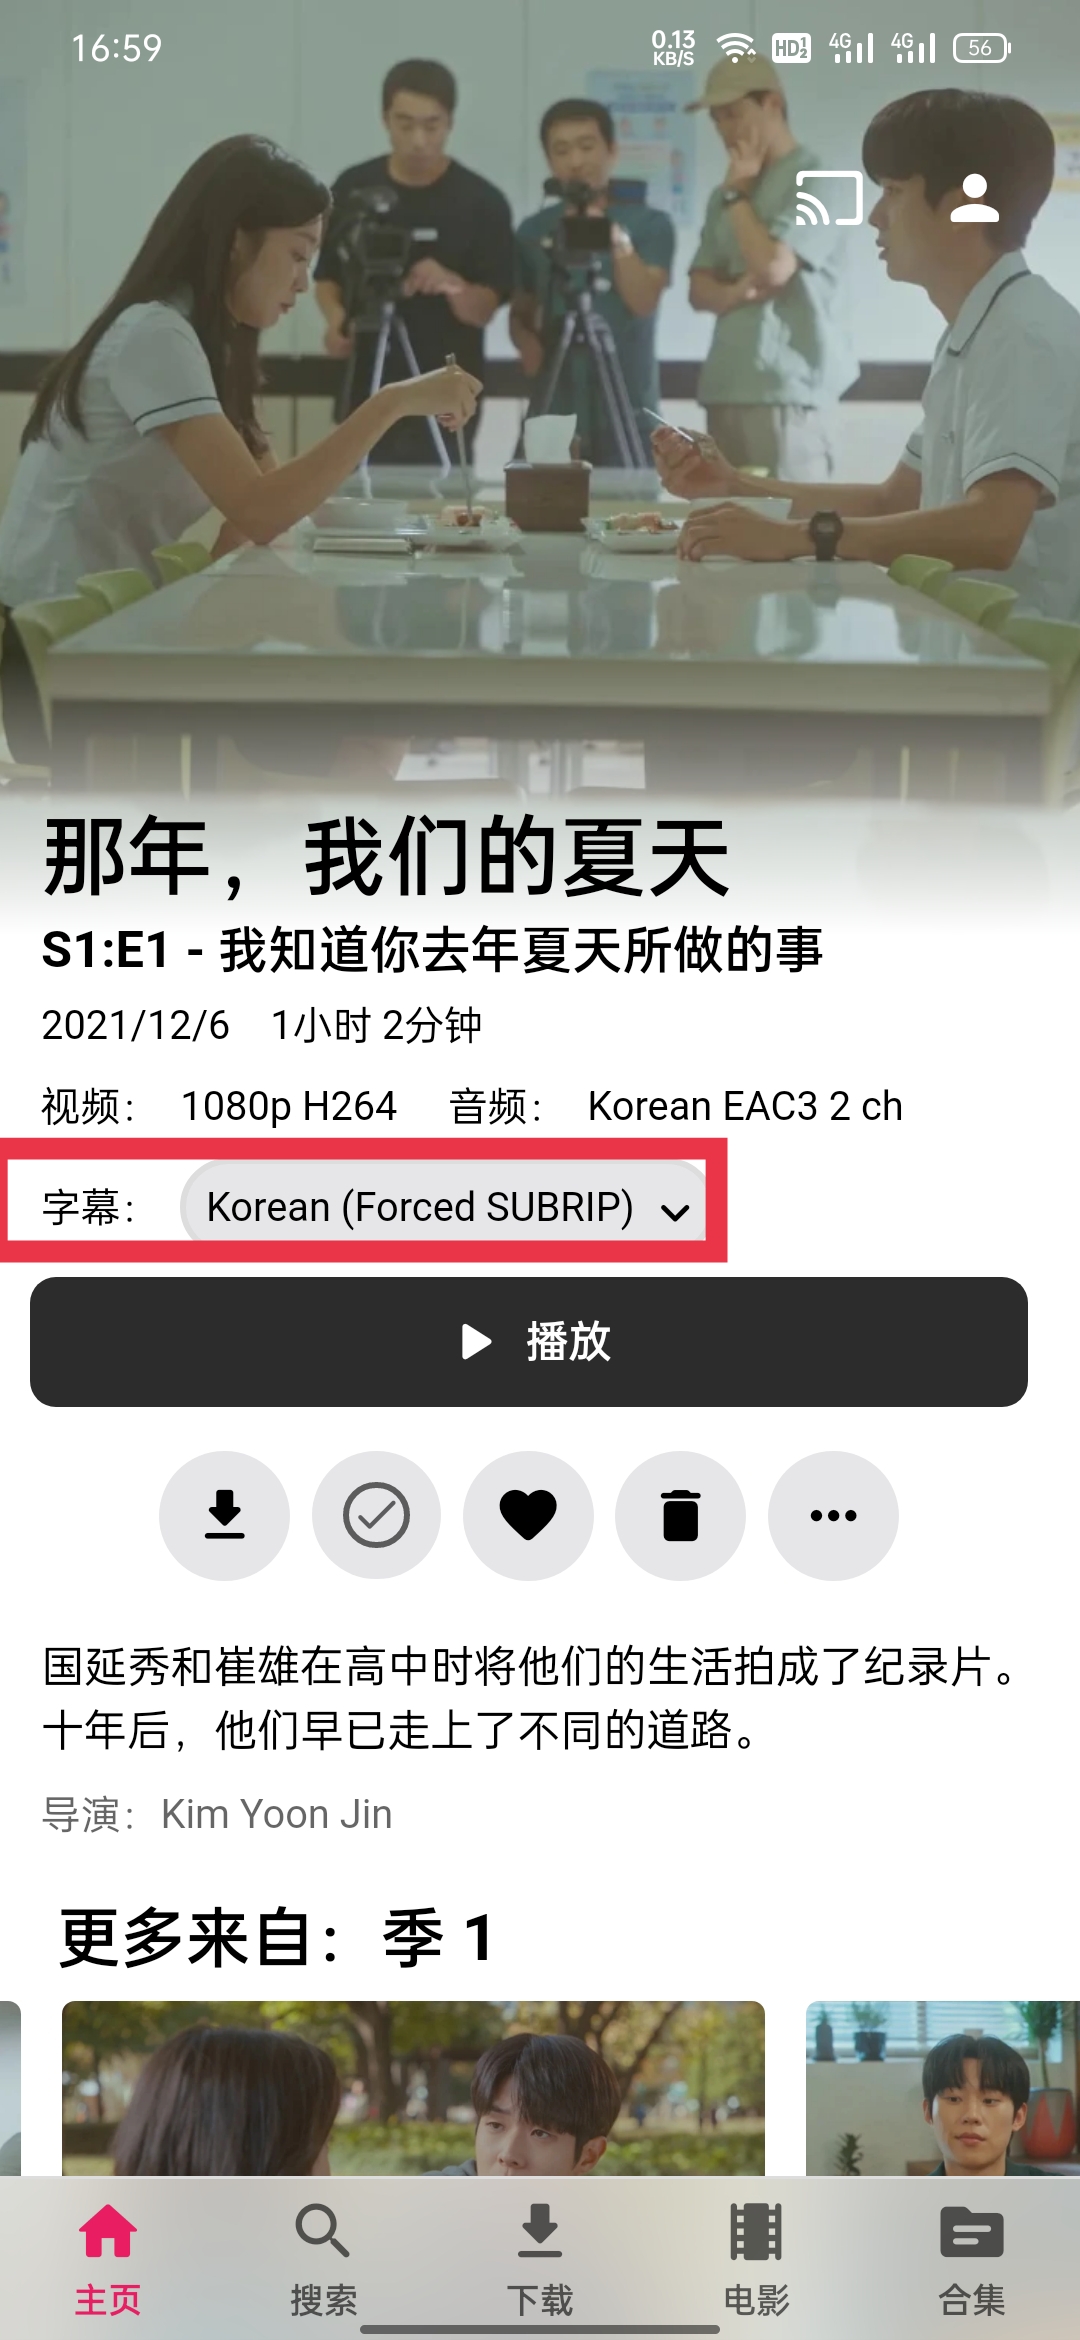 16:59
0.13 KB/S
HD 1 2
4G
4G
56
那年，我们的夏天
S1:E1 - 我知道你去年夏天所做的事
2021/12/6 1小时 2分钟
视频： 1080p H264 音频： Korean EAC3 2 ch
字幕： Korean (Forced SUBRIP)
播放
国延秀和崔雄在高中时将他们的生活拍成了纪录片。
十年后，他们早已走上了不同的道路。
导演：Kim Yoon Jin
更多来自：季 1
主页
搜索
下载
电影
合集